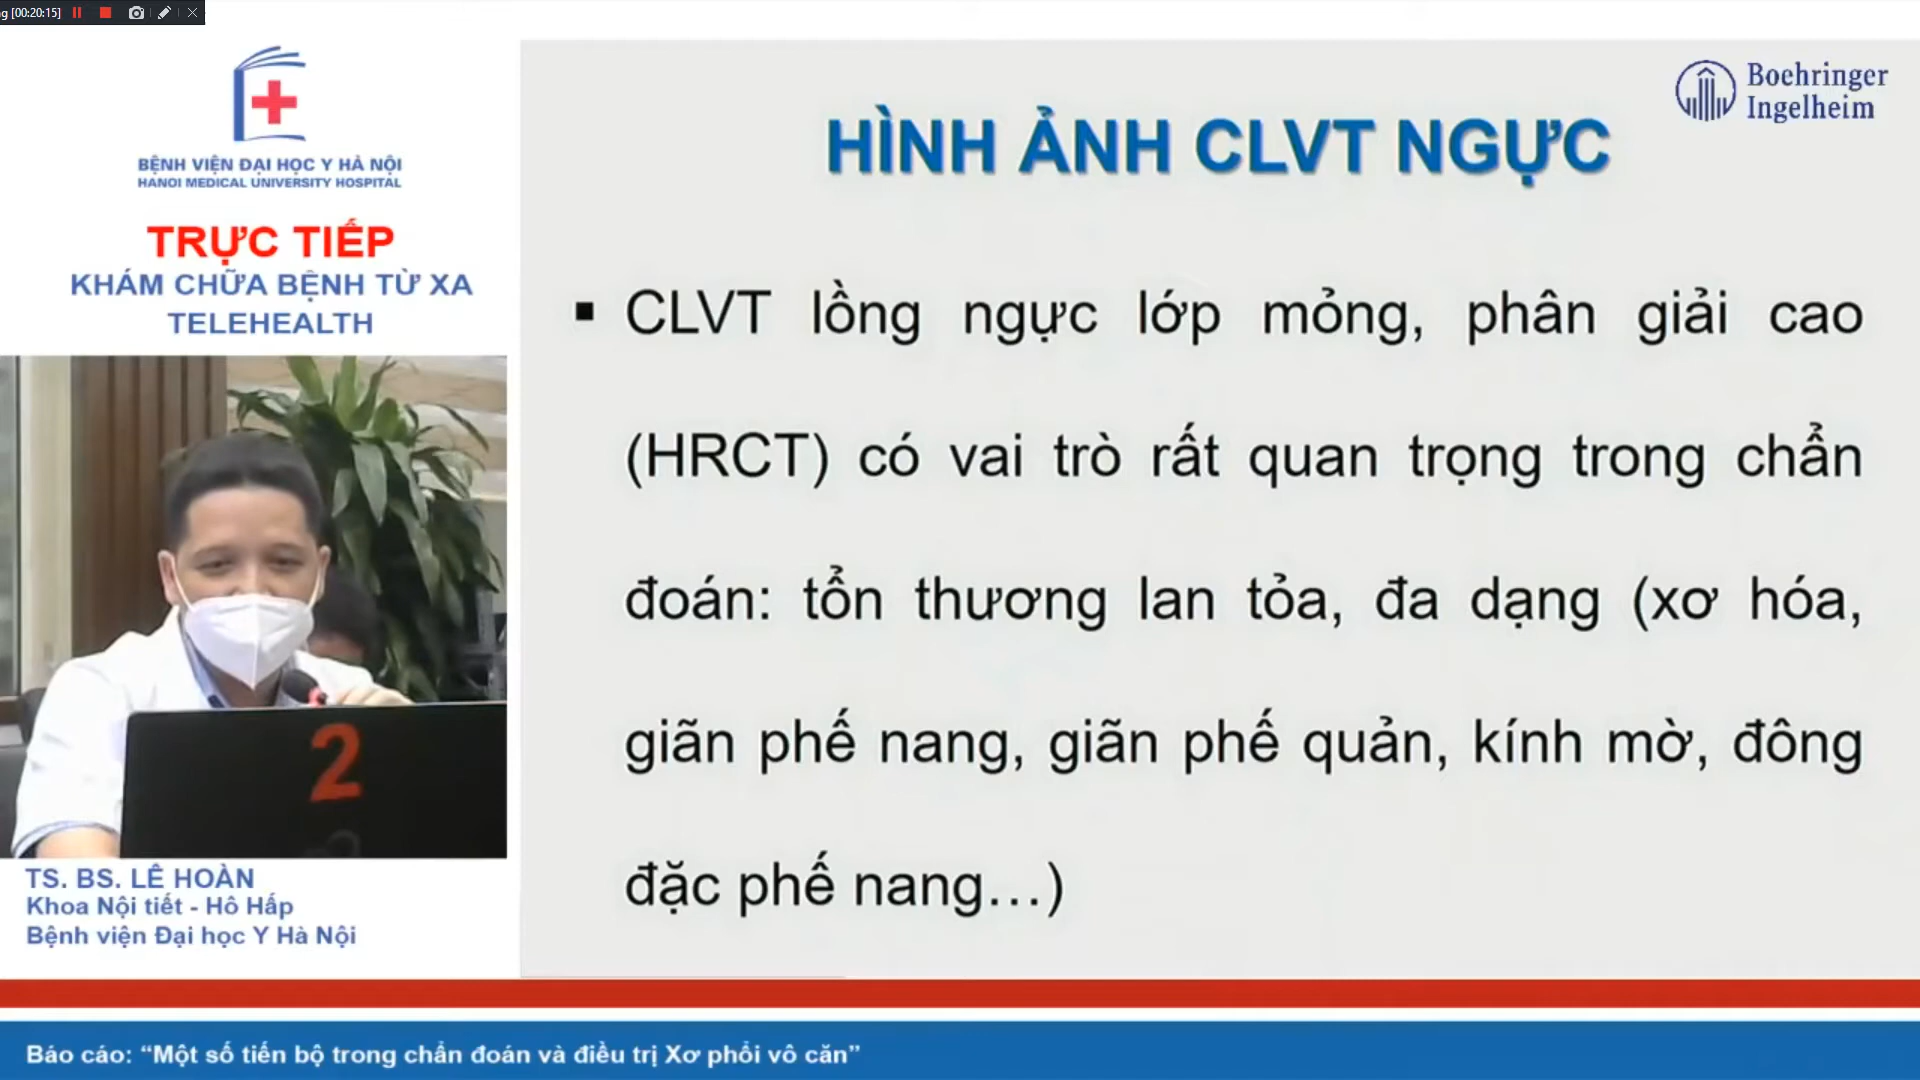 g [00:20:15]
BỆNH VIỆN ĐẠI HỌC Y HÀ NỘI
HANOI MEDICAL UNIVERSITY HOSPITAL
TRỰC TIẾP
KHÁM CHỮA BỆNH TỪ XA
TELEHEALTH
2
TS. BS. LÊ HOÀN
Khoa Nội tiết - Hô Hấp
Bệnh viện Đại học Y Hà Nội
Boehringer
Ingelheim
HÌNH ẢNH CLVT NGỰC
▪ CLVT lồng ngực lớp mỏng, phân giải cao
(HRCT) có vai trò rất quan trọng trong chẩn
đoán: tổn thương lan tỏa, đa dạng (xơ hóa,
giãn phế nang, giãn phế quản, kính mờ, đông
đặc phế nang…)
Báo cáo: “Một số tiến bộ trong chẩn đoán và điều trị Xơ phổi vô căn”